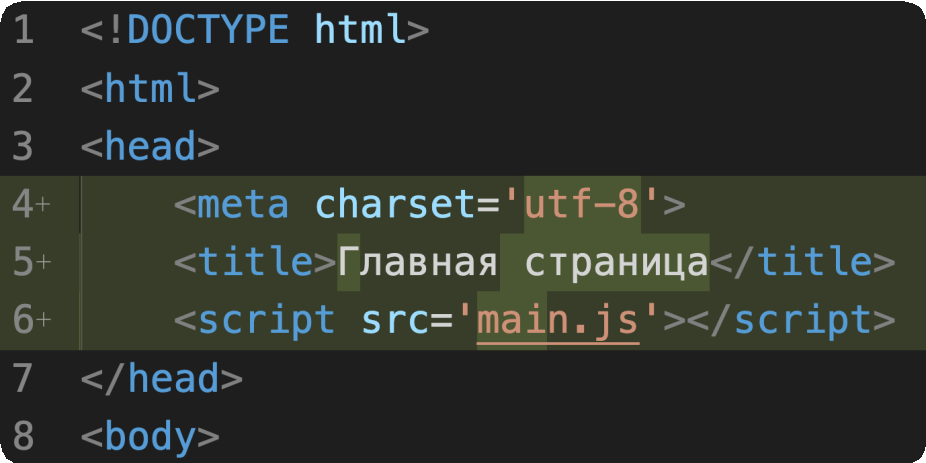 1 <!DOCTYPE html>
2 <html>
3 <head>
4+ <meta charset='utf-8'>
5+ <title>Главная страница</title>
6+ <script src='main.js'></script>
7 </head>
8 <body>